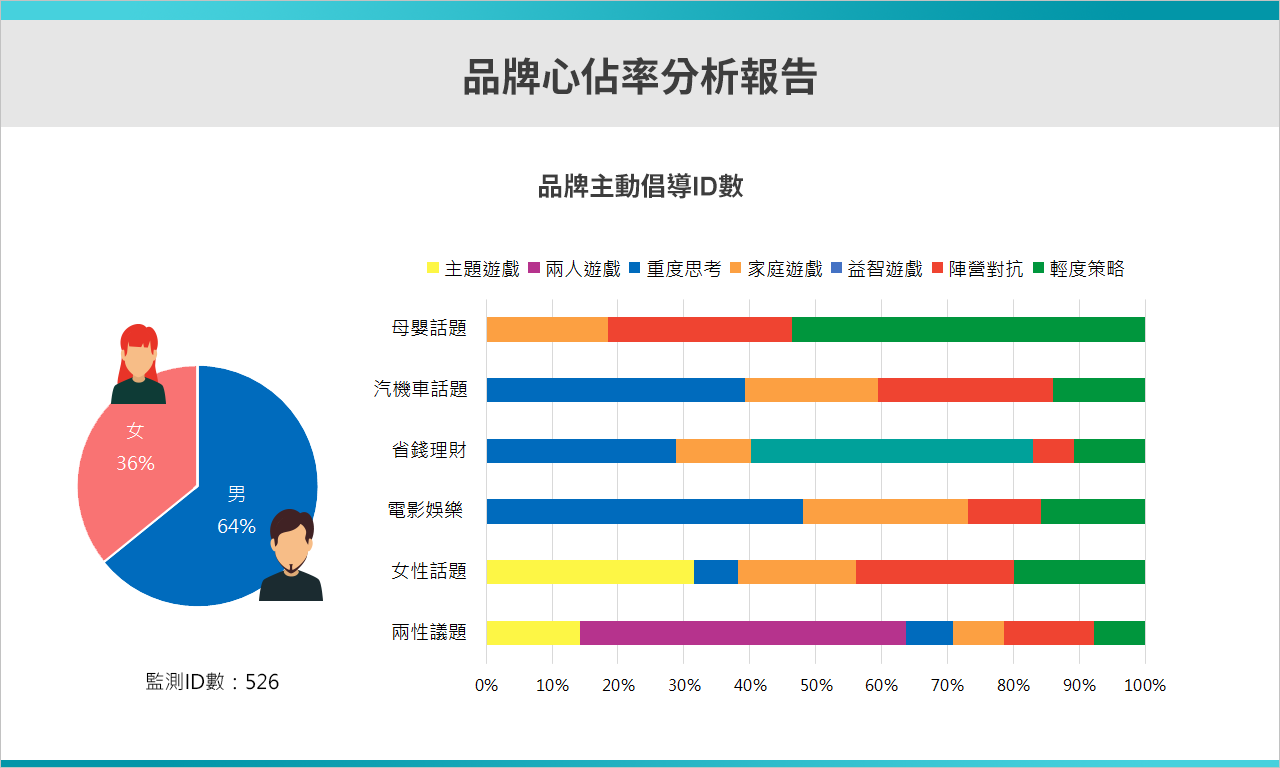 品牌心佔率分析報告
品牌主動倡導ID數
主題遊戲 兩人遊戲 重度思考 家庭遊戲 益智遊戲 陣營對抗 輕度策略
母嬰話題
汽機車話題
省錢理財
電影娛樂
女性話題
兩性議題
0% 10% 20% 30% 40% 50% 60% 70% 80% 90% 100%
女
36%
男
64%
監測ID數：526